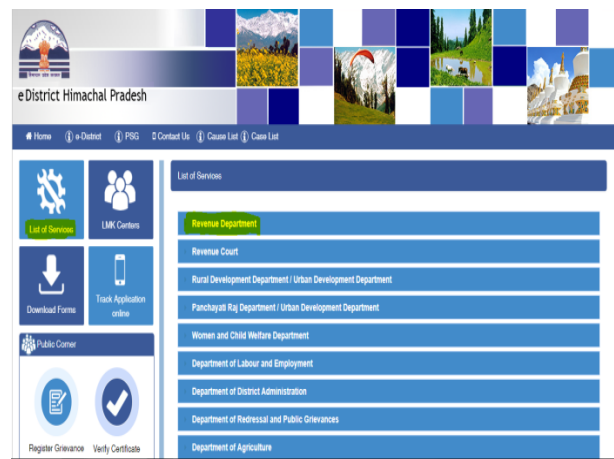 eDistrict Himachal Pradesh
Home e-District PSG Contact Us Cause List Case List
List of Services
LMK Centers
Download Forms
Track Application
online
Public Corner
Register Grievance
Verify Certificate
List of Services
Revenue Department
Revenue Court
Rural Development Department / Urban Development Department
Panchayati Raj Department / Urban Development Department
Women and Child Welfare Department
Department of Labour and Employment
Department of District Administration
Department of Redressal and Public Grievances
Department of Agriculture